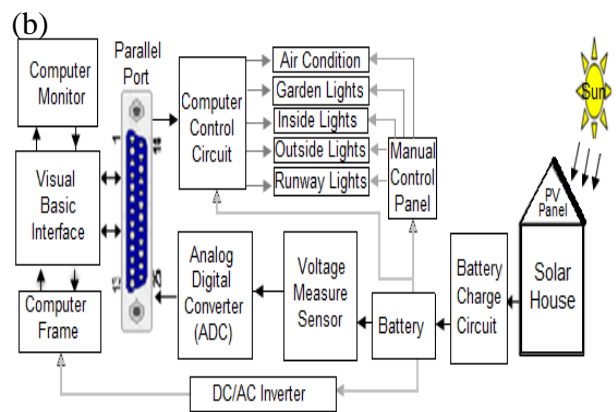 (b)
Computer
Monitor
Parallel
Port
1
14
13
25
Visual
Basic
Interface
Computer
Frame
Computer
Control
Circuit
Air Condition
Garden Lights
Inside Lights
Outside Lights
Runway Lights
Manual
Control
Panel
Analog
Digital
Converter
(ADC)
Voltage
Measure
Sensor
Battery
Battery
Charge
Circuit
Sun
PV
Panel
Solar
House
DC/AC Inverter